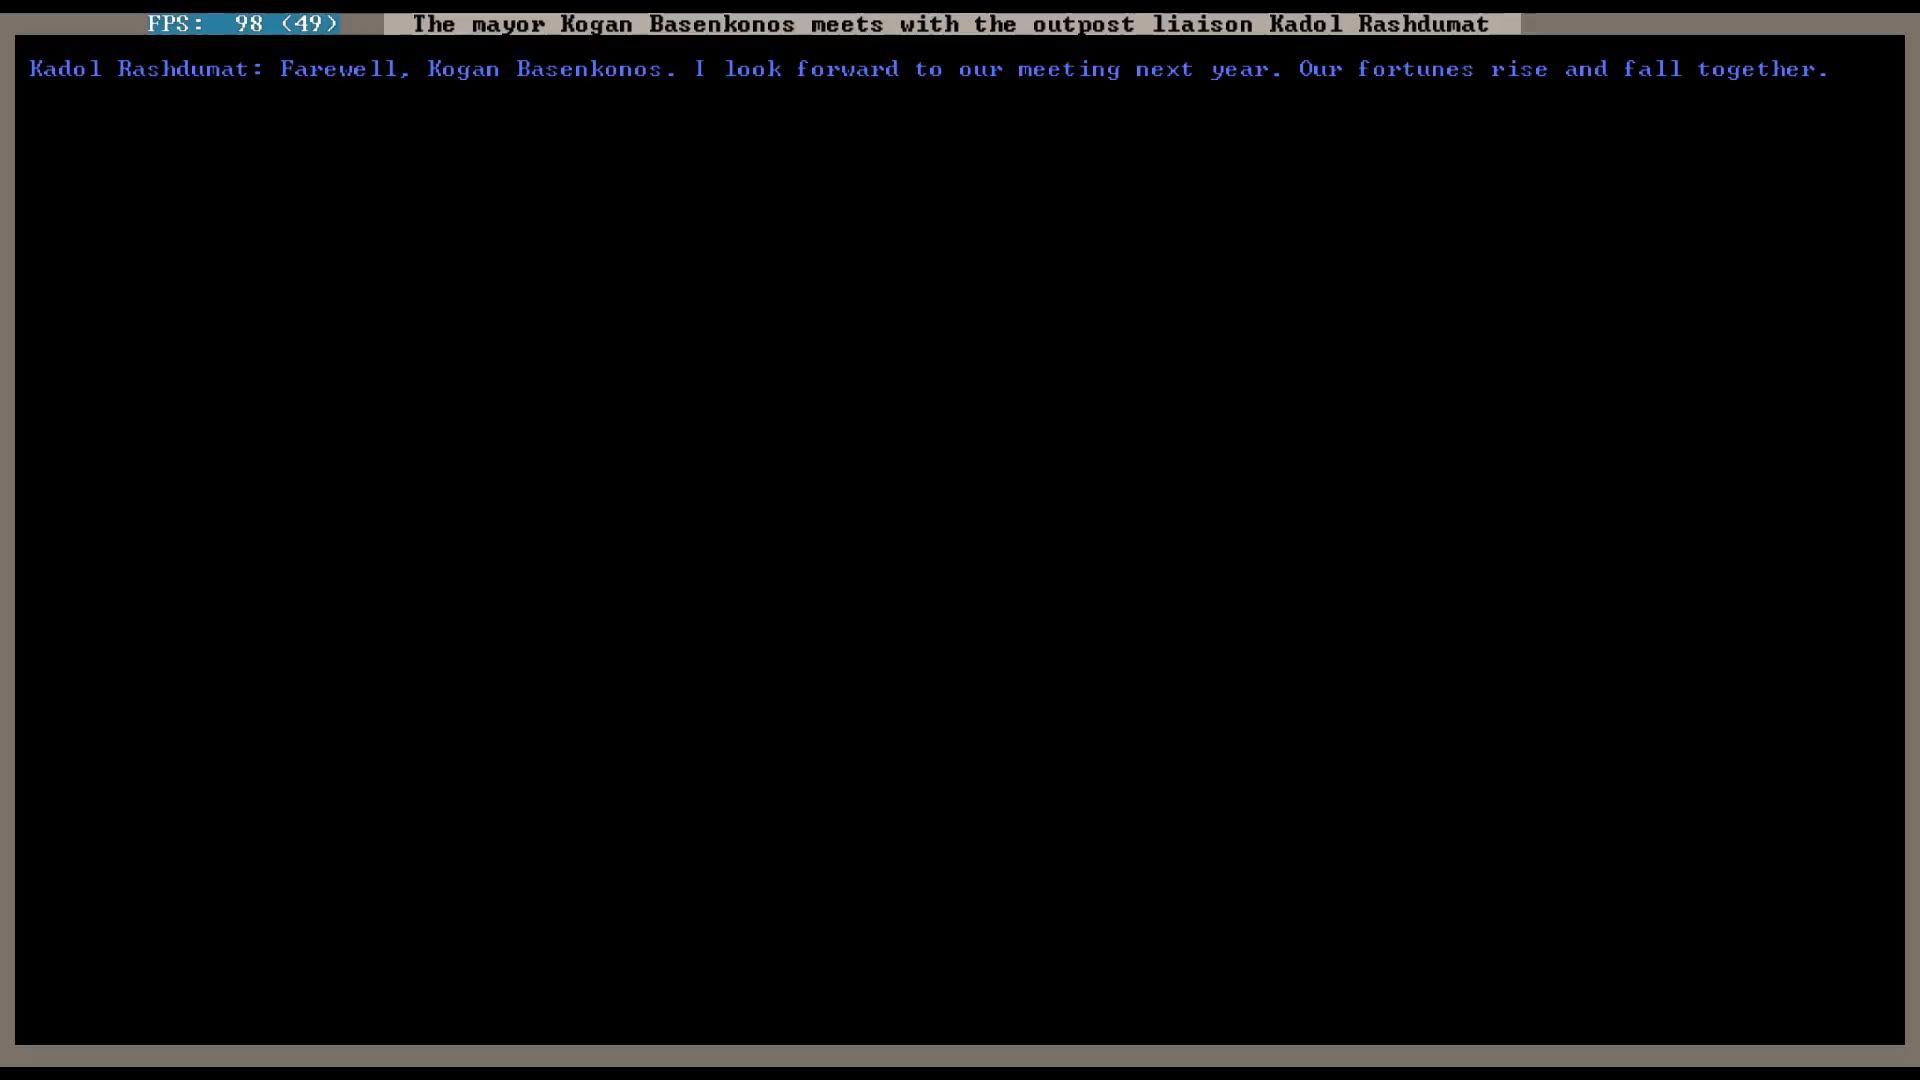 FPS: 98 (49) The mayor Kogan Basenkonos meets with the outpost liaison Kadol Rashdumat
Kadol Rashdumat: Farewell, Kogan Basenkonos. I look forward to our meeting next year. Our fortunes rise and fall together.